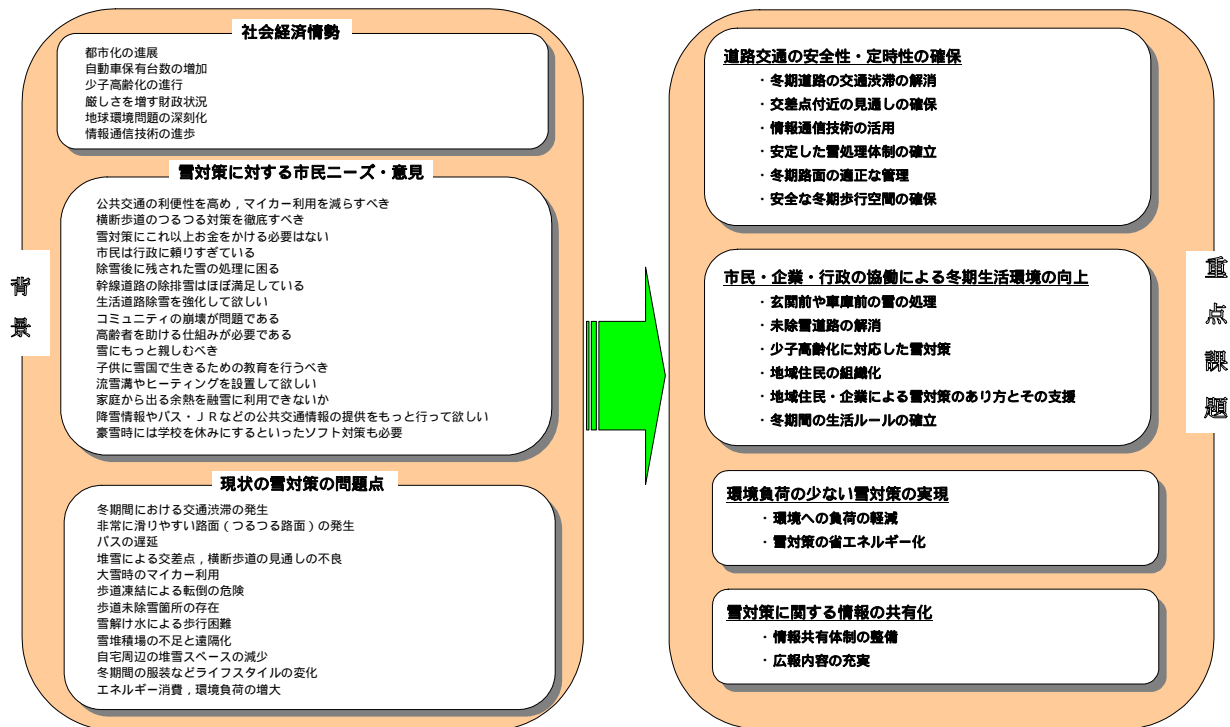 背景
社会経済情勢
都市化の進展
自動車保有台数の増加
少子高齢化の進行
厳しさを増す財政状況
地球環境問題の深刻化
情報通信技術の進歩
雪対策に対する市民ニーズ・意見
公共交通の利便性を高め，マイカー利用を減らすべき
横断歩道のつるつる対策を徹底すべき
雪対策にこれ以上お金をかける必要はない
市民は行政に頼りすぎている
除雪後に残された雪の処理に困る
幹線道路の除排雪はほぼ満足している
生活道路除雪を強化して欲しい
コミュニティの崩壊が問題である
高齢者を助ける仕組みが必要である
雪にもっと親しむべき
子供に雪国で生きるための教育を行うべき
流雪溝やヒーティングを設置して欲しい
家庭から出る余熱を融雪に利用できないか
降雪情報やバス・ＪＲなどの公共交通情報の提供をもっと行って欲しい
豪雪時には学校を休みにするといったソフト対策も必要
現状の雪対策の問題点
冬期間における交通渋滞の発生
非常に滑りやすい路面（つるつる路面）の発生
バスの遅延
堆雪による交差点，横断歩道の見通しの不良
大雪時のマイカー利用
歩道凍結による転倒の危険
歩道未除雪箇所の存在
雪解け水による歩行困難
雪堆積場の不足と遠隔化
自宅周辺の堆雪スペースの減少
冬期間の服装などライフスタイルの変化
エネルギー消費，環境負荷の増大
重点課題
道路交通の安全性・定時性の確保
・冬期道路の交通渋滞の解消
・交差点付近の見通しの確保
・情報通信技術の活用
・安定した雪処理体制の確立
・冬期路面の適正な管理
・安全な冬期歩行空間の確保
市民・企業・行政の協働による冬期生活環境の向上
・玄関前や車庫前の雪の処理
・未除雪道路の解消
・少子高齢化に対応した雪対策
・地域住民の組織化
・地域住民・企業による雪対策のあり方とその支援
・冬期間の生活ルールの確立
環境負荷の少ない雪対策の実現
・環境への負荷の軽減
・雪対策の省エネルギー化
雪対策に関する情報の共有化
・情報共有体制の整備
・広報内容の充実